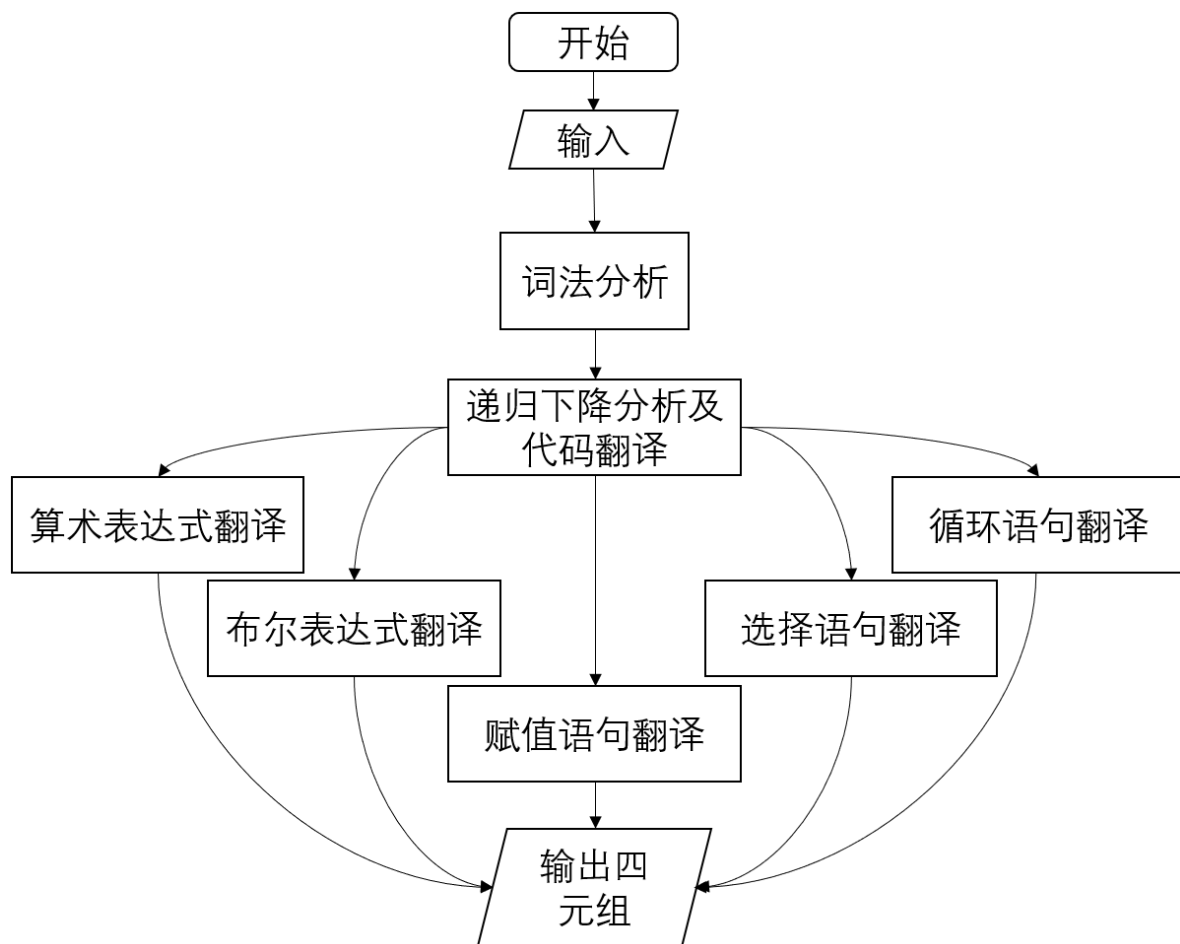 开始
输入
词法分析
递归下降分析及
代码翻译
算术表达式翻译
循环语句翻译
布尔表达式翻译
选择语句翻译
赋值语句翻译
输出四
元组